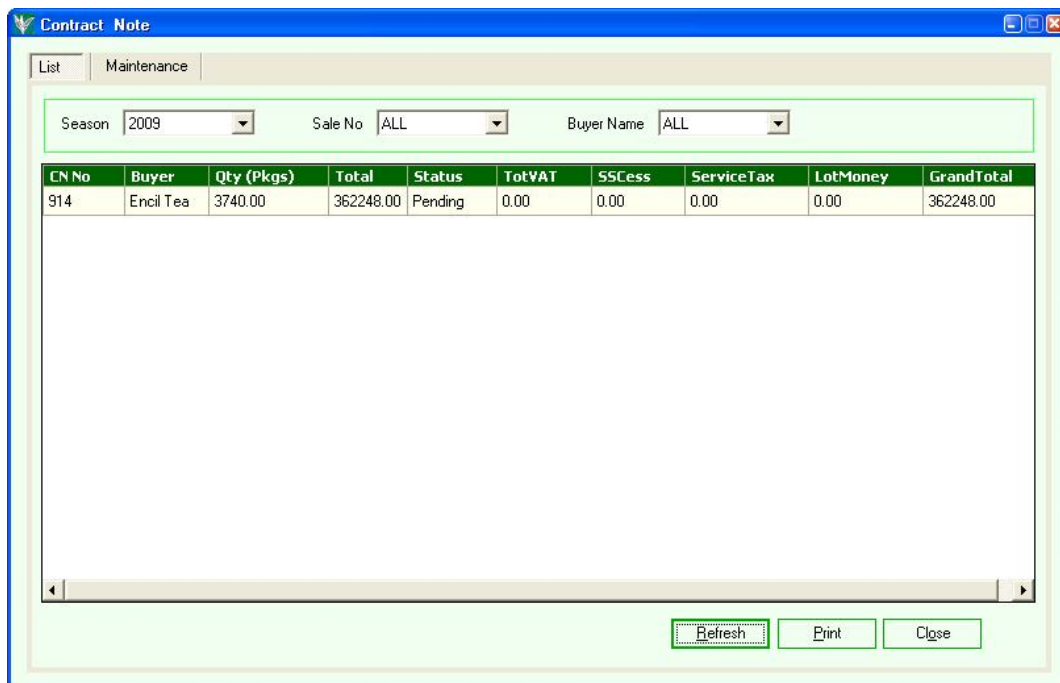 Contract Note
List Maintenance
Season 2009 Sale No ALL Buyer Name ALL
CN No Buyer Qty (Pkgs) Total Status TotVAT SSCess ServiceTax LotMoney GrandTotal
914 Encil Tea 3740.00 362248.00 Pending 0.00 0.00 0.00 0.00 362248.00
Refresh Print Close